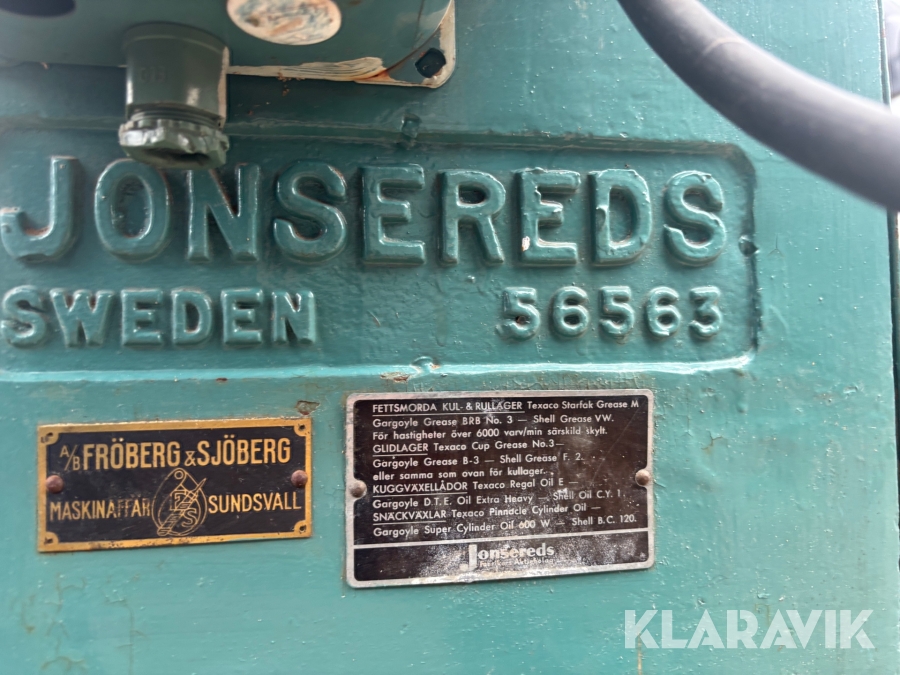 JONSEREDS
SWEDEN 56563
A/B FRÖBERG & SJÖBERG
MASKINAFFÄR SUNDSVALL
FETTSMORDA KUL- & RULLAGER Texaco Starfak Grease M
Gargoyle Grease BRB No. 3 — Shell Grease VW.
För hastigheter över 6000 varv/min särskild skylt.
GLIDLAGER Texaco Cup Grease No.3—
Gargoyle Grease B-3 — Shell Grease F. 2.
eller samma som ovan för kullager.
KUGGVÄXELLÅDOR Texaco Regal Oil E —
Gargoyle D.T.E. Oil Extra Heavy — Shell Oil C.Y. 1.
SNÄCKVÄXLAR Texaco Pinnacle Cylinder Oil —
Gargoyle Super Cylinder Oil 600 W — Shell B.C. 120.
Jonsereds
Fabrikers Aktiebolag
KLARAVIK